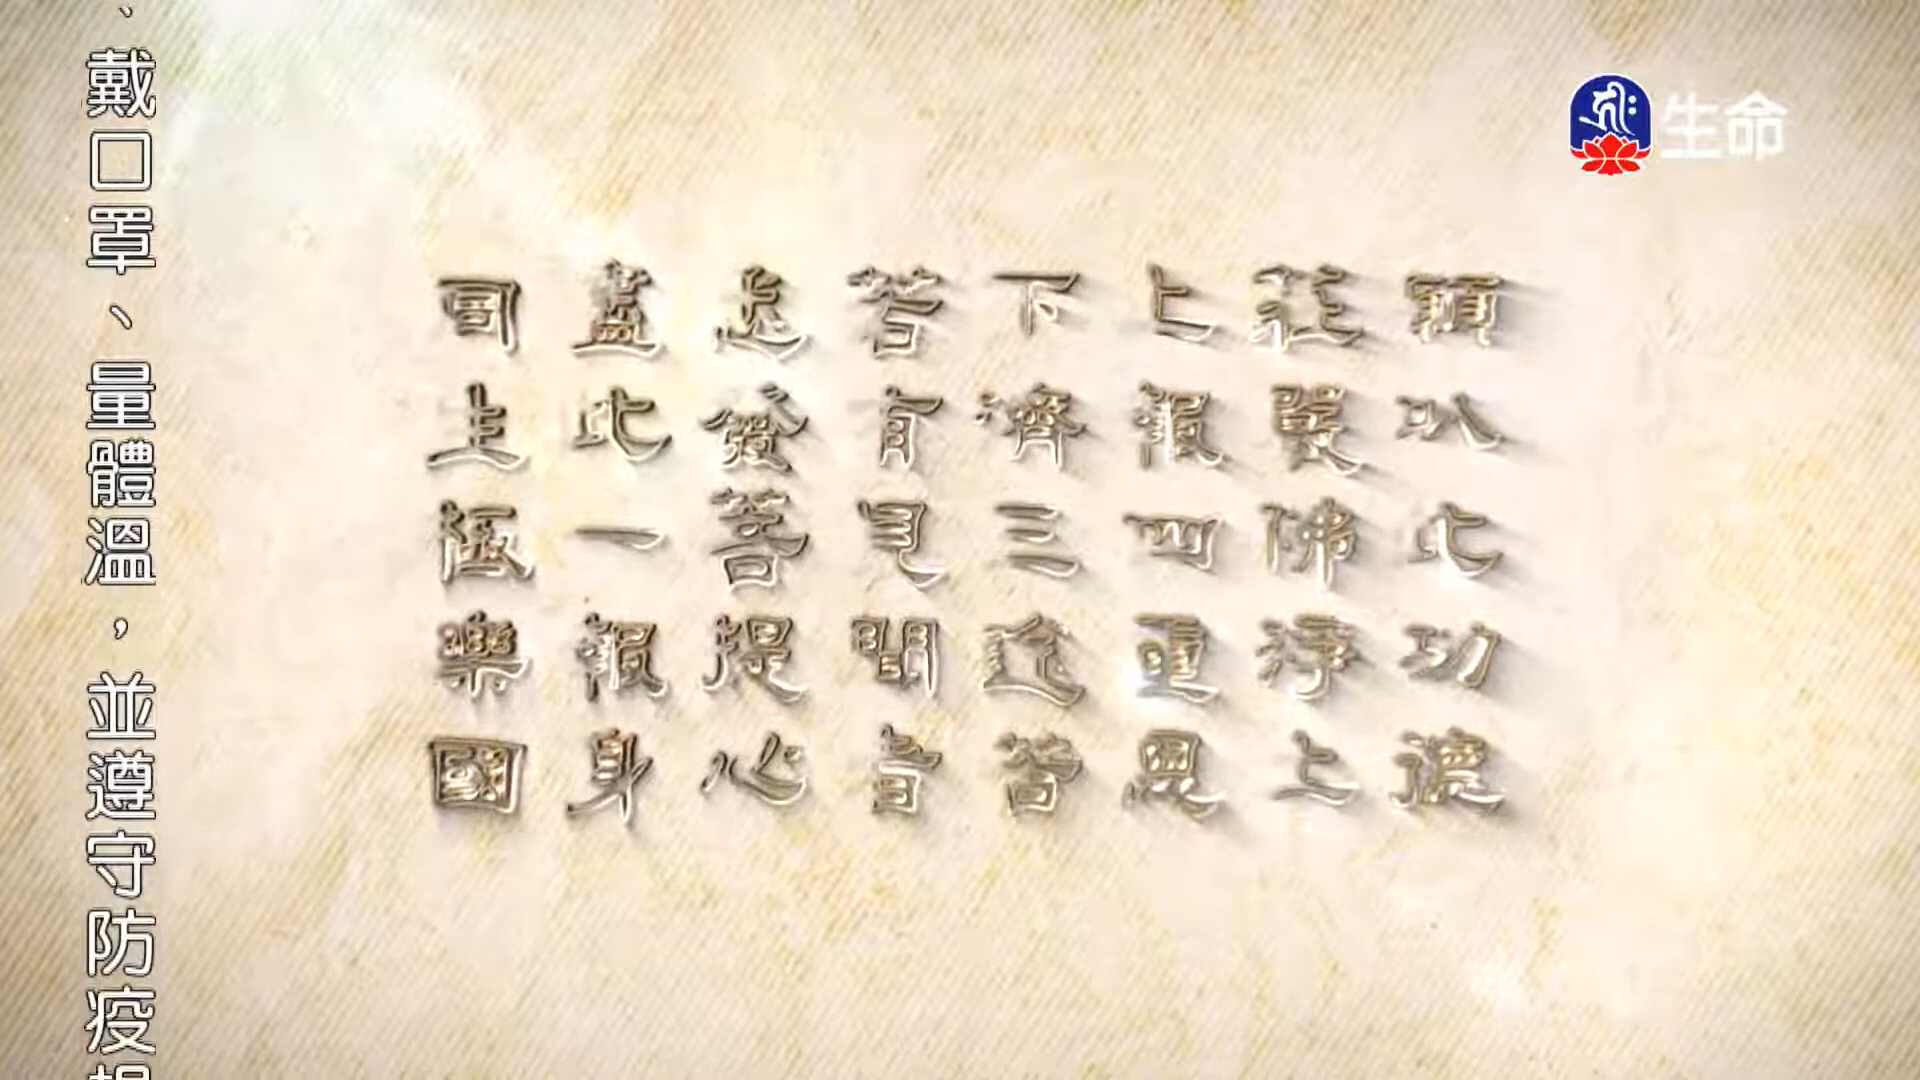 願以此功德
莊嚴佛淨土
上報四重恩
下濟三途苦
若有見聞者
悉發菩提心
盡此一報身
同生極樂國
生命
、戴口罩、量體溫，並遵守防疫